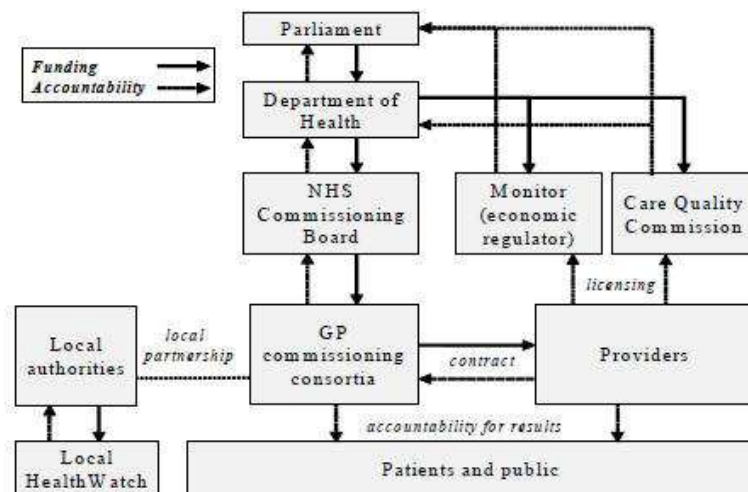 Parliament
Funding
Accountability
Department of
Health
NHS
Commissioning
Board
Monitor
(economic
regulator)
Care Quality
Commission
licensing
Local
authorities
local
partnership
GP
commissioning
consortia
contract
Providers
accountability for results
Local
HealthWatch
Patients and public